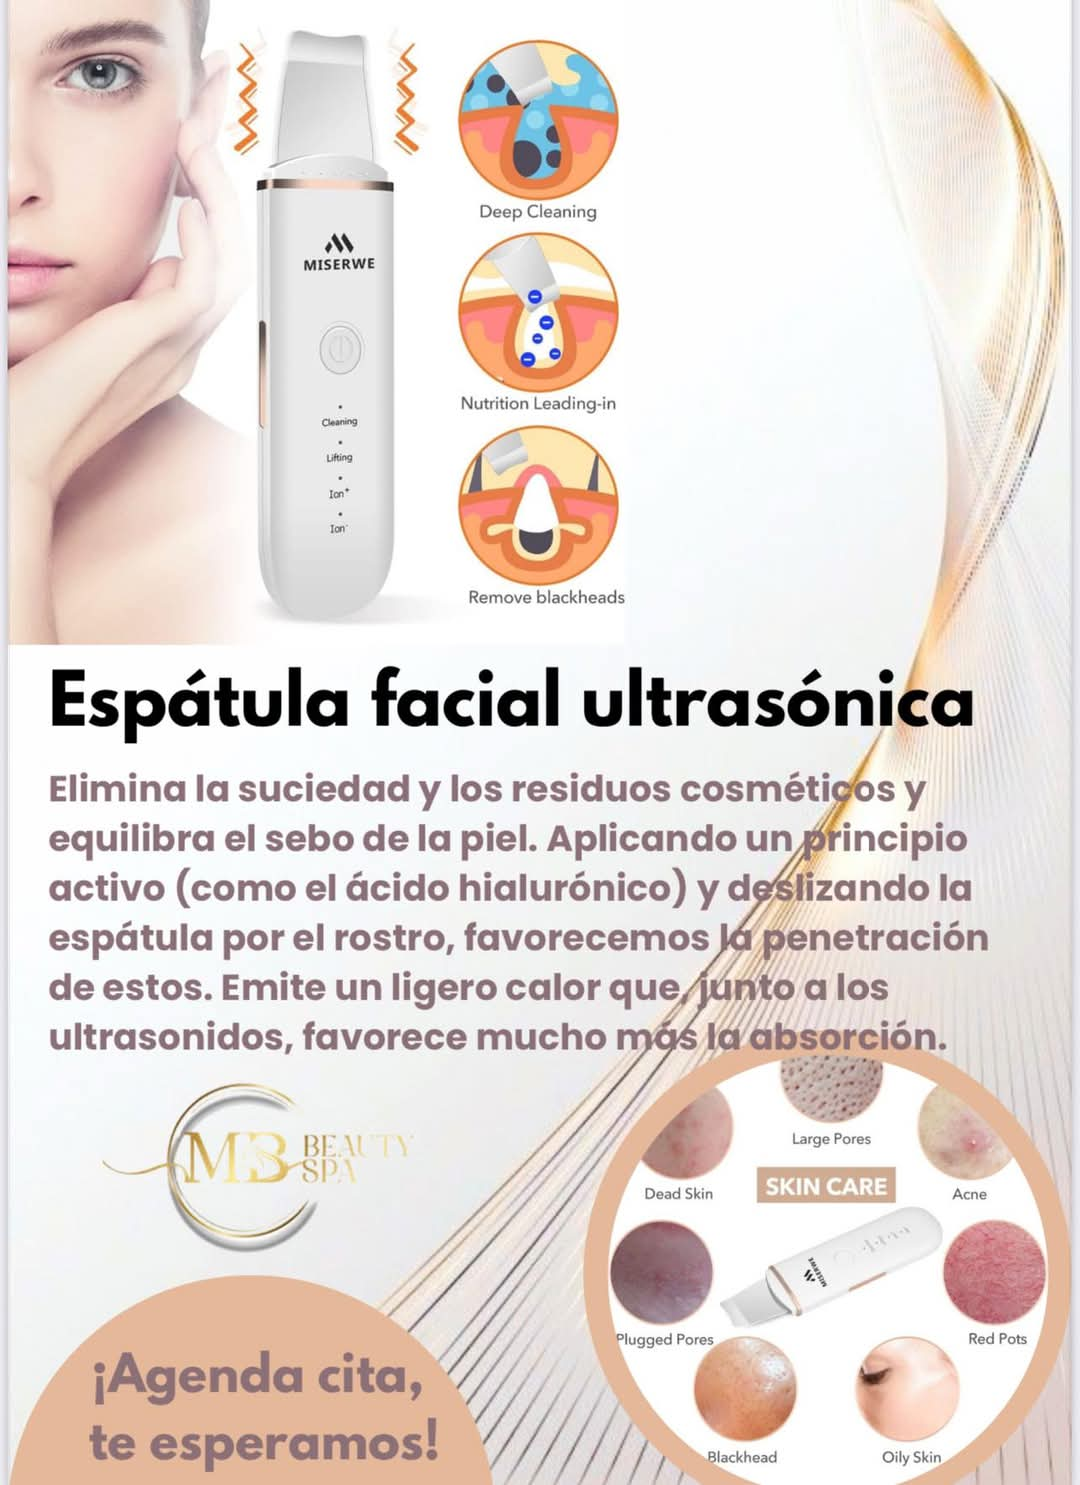 MISERWE
Cleaning
Lifting
Ion+
Ion-
Deep Cleaning
Nutrition Leading-in
Remove blackheads
Espátula facial ultrasónica
Elimina la suciedad y los residuos cosméticos y
equilibra el sebo de la piel. Aplicando un principio
activo (como el ácido hialurónico) y deslizando la
espátula por el rostro, favorecemos la penetración
de estos. Emite un ligero calor que, junto a los
ultrasonidos, favorece mucho más la absorción.
MB BEAUTY
SPA
Large Pores
Dead Skin
SKIN CARE
Acne
MISERWE
Plugged Pores
Red Pots
Blackhead
Oily Skin
¡Agenda cita,
te esperamos!